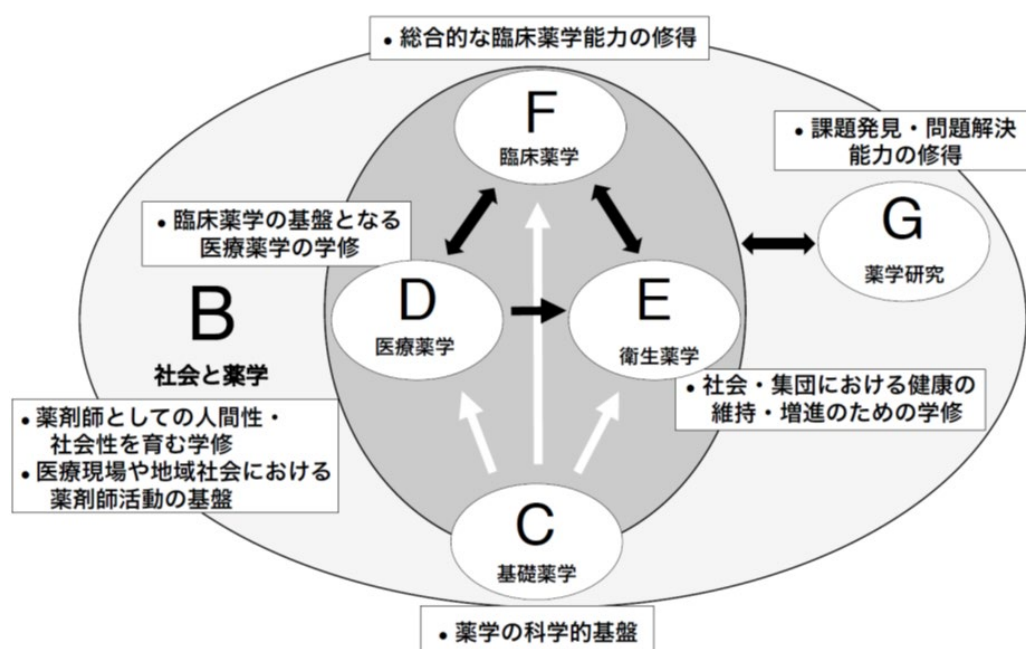 • 総合的な臨床薬学能力の修得
F
臨床薬学
• 課題発見・問題解決
能力の修得
G
薬学研究
• 臨床薬学の基盤となる
医療薬学の学修
D
医療薬学
E
衛生薬学
B
社会と薬学
• 社会・集団における健康の
維持・増進のための学修
• 薬剤師としての人間性・
社会性を育む学修
• 医療現場や地域社会における
薬剤師活動の基盤
C
基礎薬学
• 薬学の科学的基盤